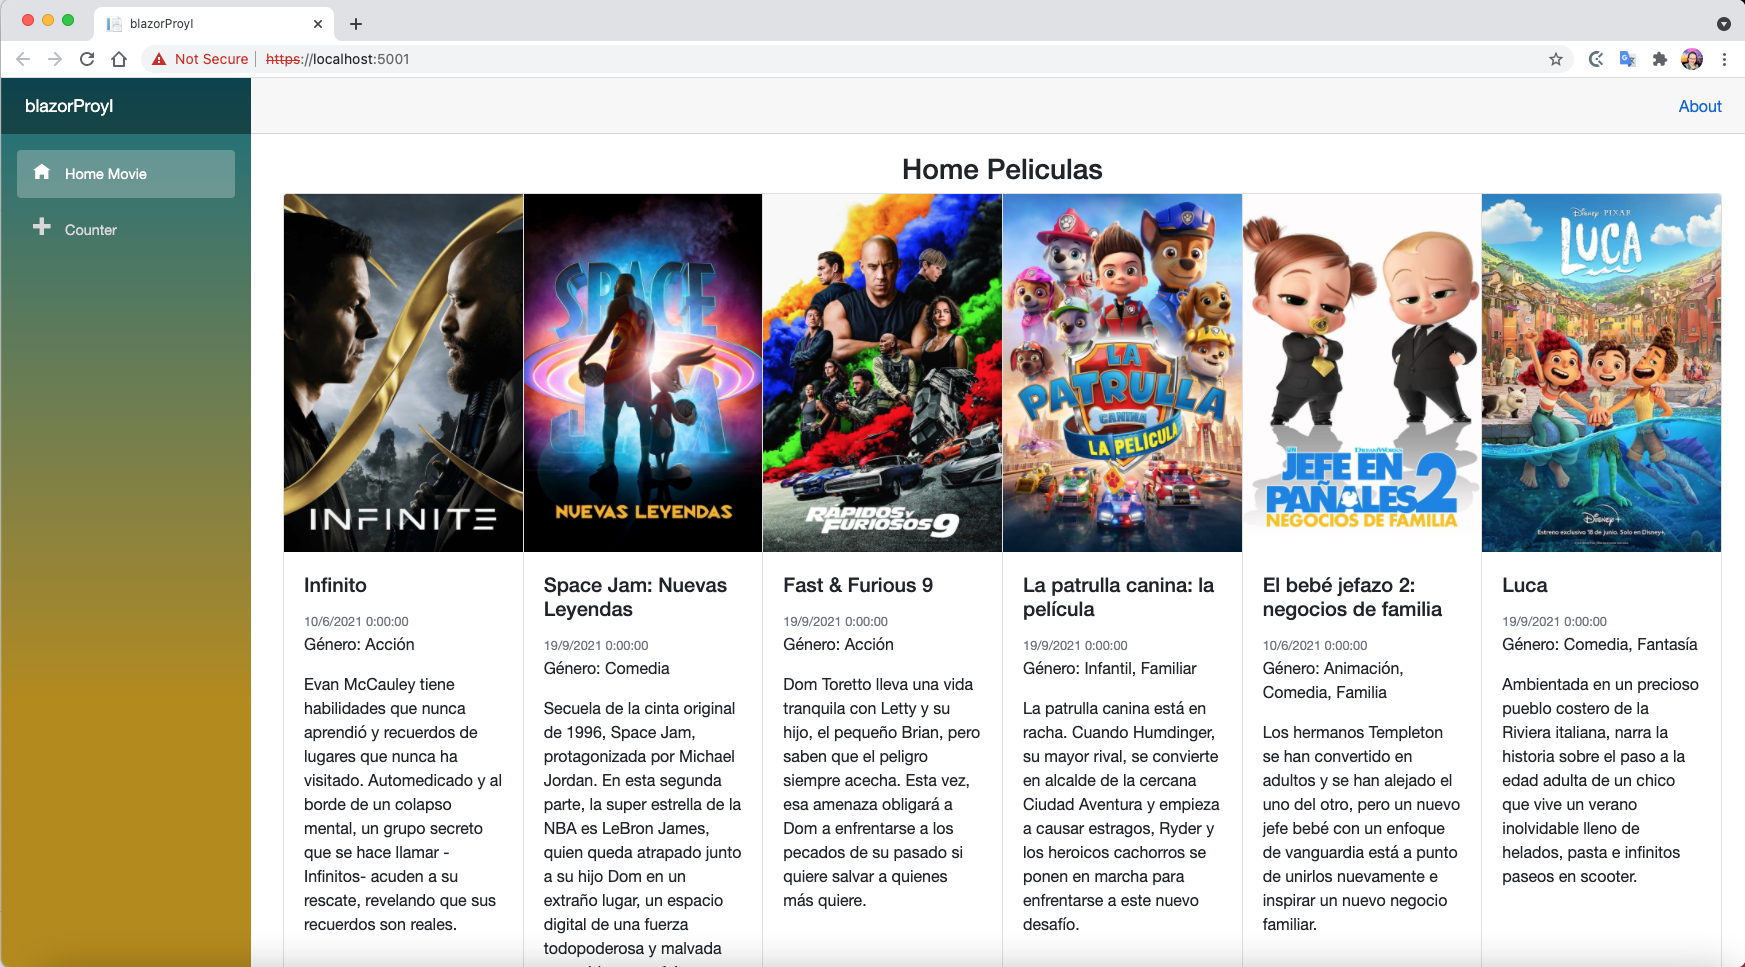 blazorProyI
Not Secure
https://localhost:5001
blazorProyI
About
Home Movie
Counter
Home Peliculas
INFINITE
SPACE
JAM
NUEVAS LEYENDAS
RÁPIDOS Y
FURIOSOS 9
LA
PATRULLA
CANINA
LA PELÍCULA
UN
DREAMWORKS
JEFE EN
PAÑALES 2
NEGOCIOS DE FAMILIA
Disney PIXAR
LUCA
Disney+
Estreno exclusivo 18 de junio. Solo en Disney+.
Infinito
10/6/2021 0:00:00
Género: Acción
Evan McCauley tiene
habilidades que nunca
aprendió y recuerdos de
lugares que nunca ha
visitado. Automedicado y al
borde de un colapso
mental, un grupo secreto
que se hace llamar -
Infinitos- acuden a su
rescate, revelando que sus
recuerdos son reales.
Space Jam: Nuevas
Leyendas
19/9/2021 0:00:00
Género: Comedia
Secuela de la cinta original
de 1996, Space Jam,
protagonizada por Michael
Jordan. En esta segunda
parte, la super estrella de la
NBA es LeBron James,
quien queda atrapado junto
a su hijo Dom en un
extraño lugar, un espacio
digital de una fuerza
todopoderosa y malvada
Fast & Furious 9
19/9/2021 0:00:00
Género: Acción
Dom Toretto lleva una vida
tranquila con Letty y su
hijo, el pequeño Brian, pero
saben que el peligro
siempre acecha. Esta vez,
esa amenaza obligará a
Dom a enfrentarse a los
pecados de su pasado si
quiere salvar a quienes
más quiere.
La patrulla canina: la
película
19/9/2021 0:00:00
Género: Infantil, Familiar
La patrulla canina está en
racha. Cuando Humdinger,
su mayor rival, se convierte
en alcalde de la cercana
Ciudad Aventura y empieza
a causar estragos, Ryder y
los heroicos cachorros se
ponen en marcha para
enfrentarse a este nuevo
desafío.
El bebé jefazo 2:
negocios de familia
10/6/2021 0:00:00
Género: Animación,
Comedia, Familia
Los hermanos Templeton
se han convertido en
adultos y se han alejado el
uno del otro, pero un nuevo
jefe bebé con un enfoque
de vanguardia está a punto
de unirlos nuevamente e
inspirar un nuevo negocio
familiar.
Luca
19/9/2021 0:00:00
Género: Comedia, Fantasía
Ambientada en un precioso
pueblo costero de la
Riviera italiana, narra la
historia sobre el paso a la
edad adulta de un chico
que vive un verano
inolvidable lleno de
helados, pasta e infinitos
paseos en scooter.